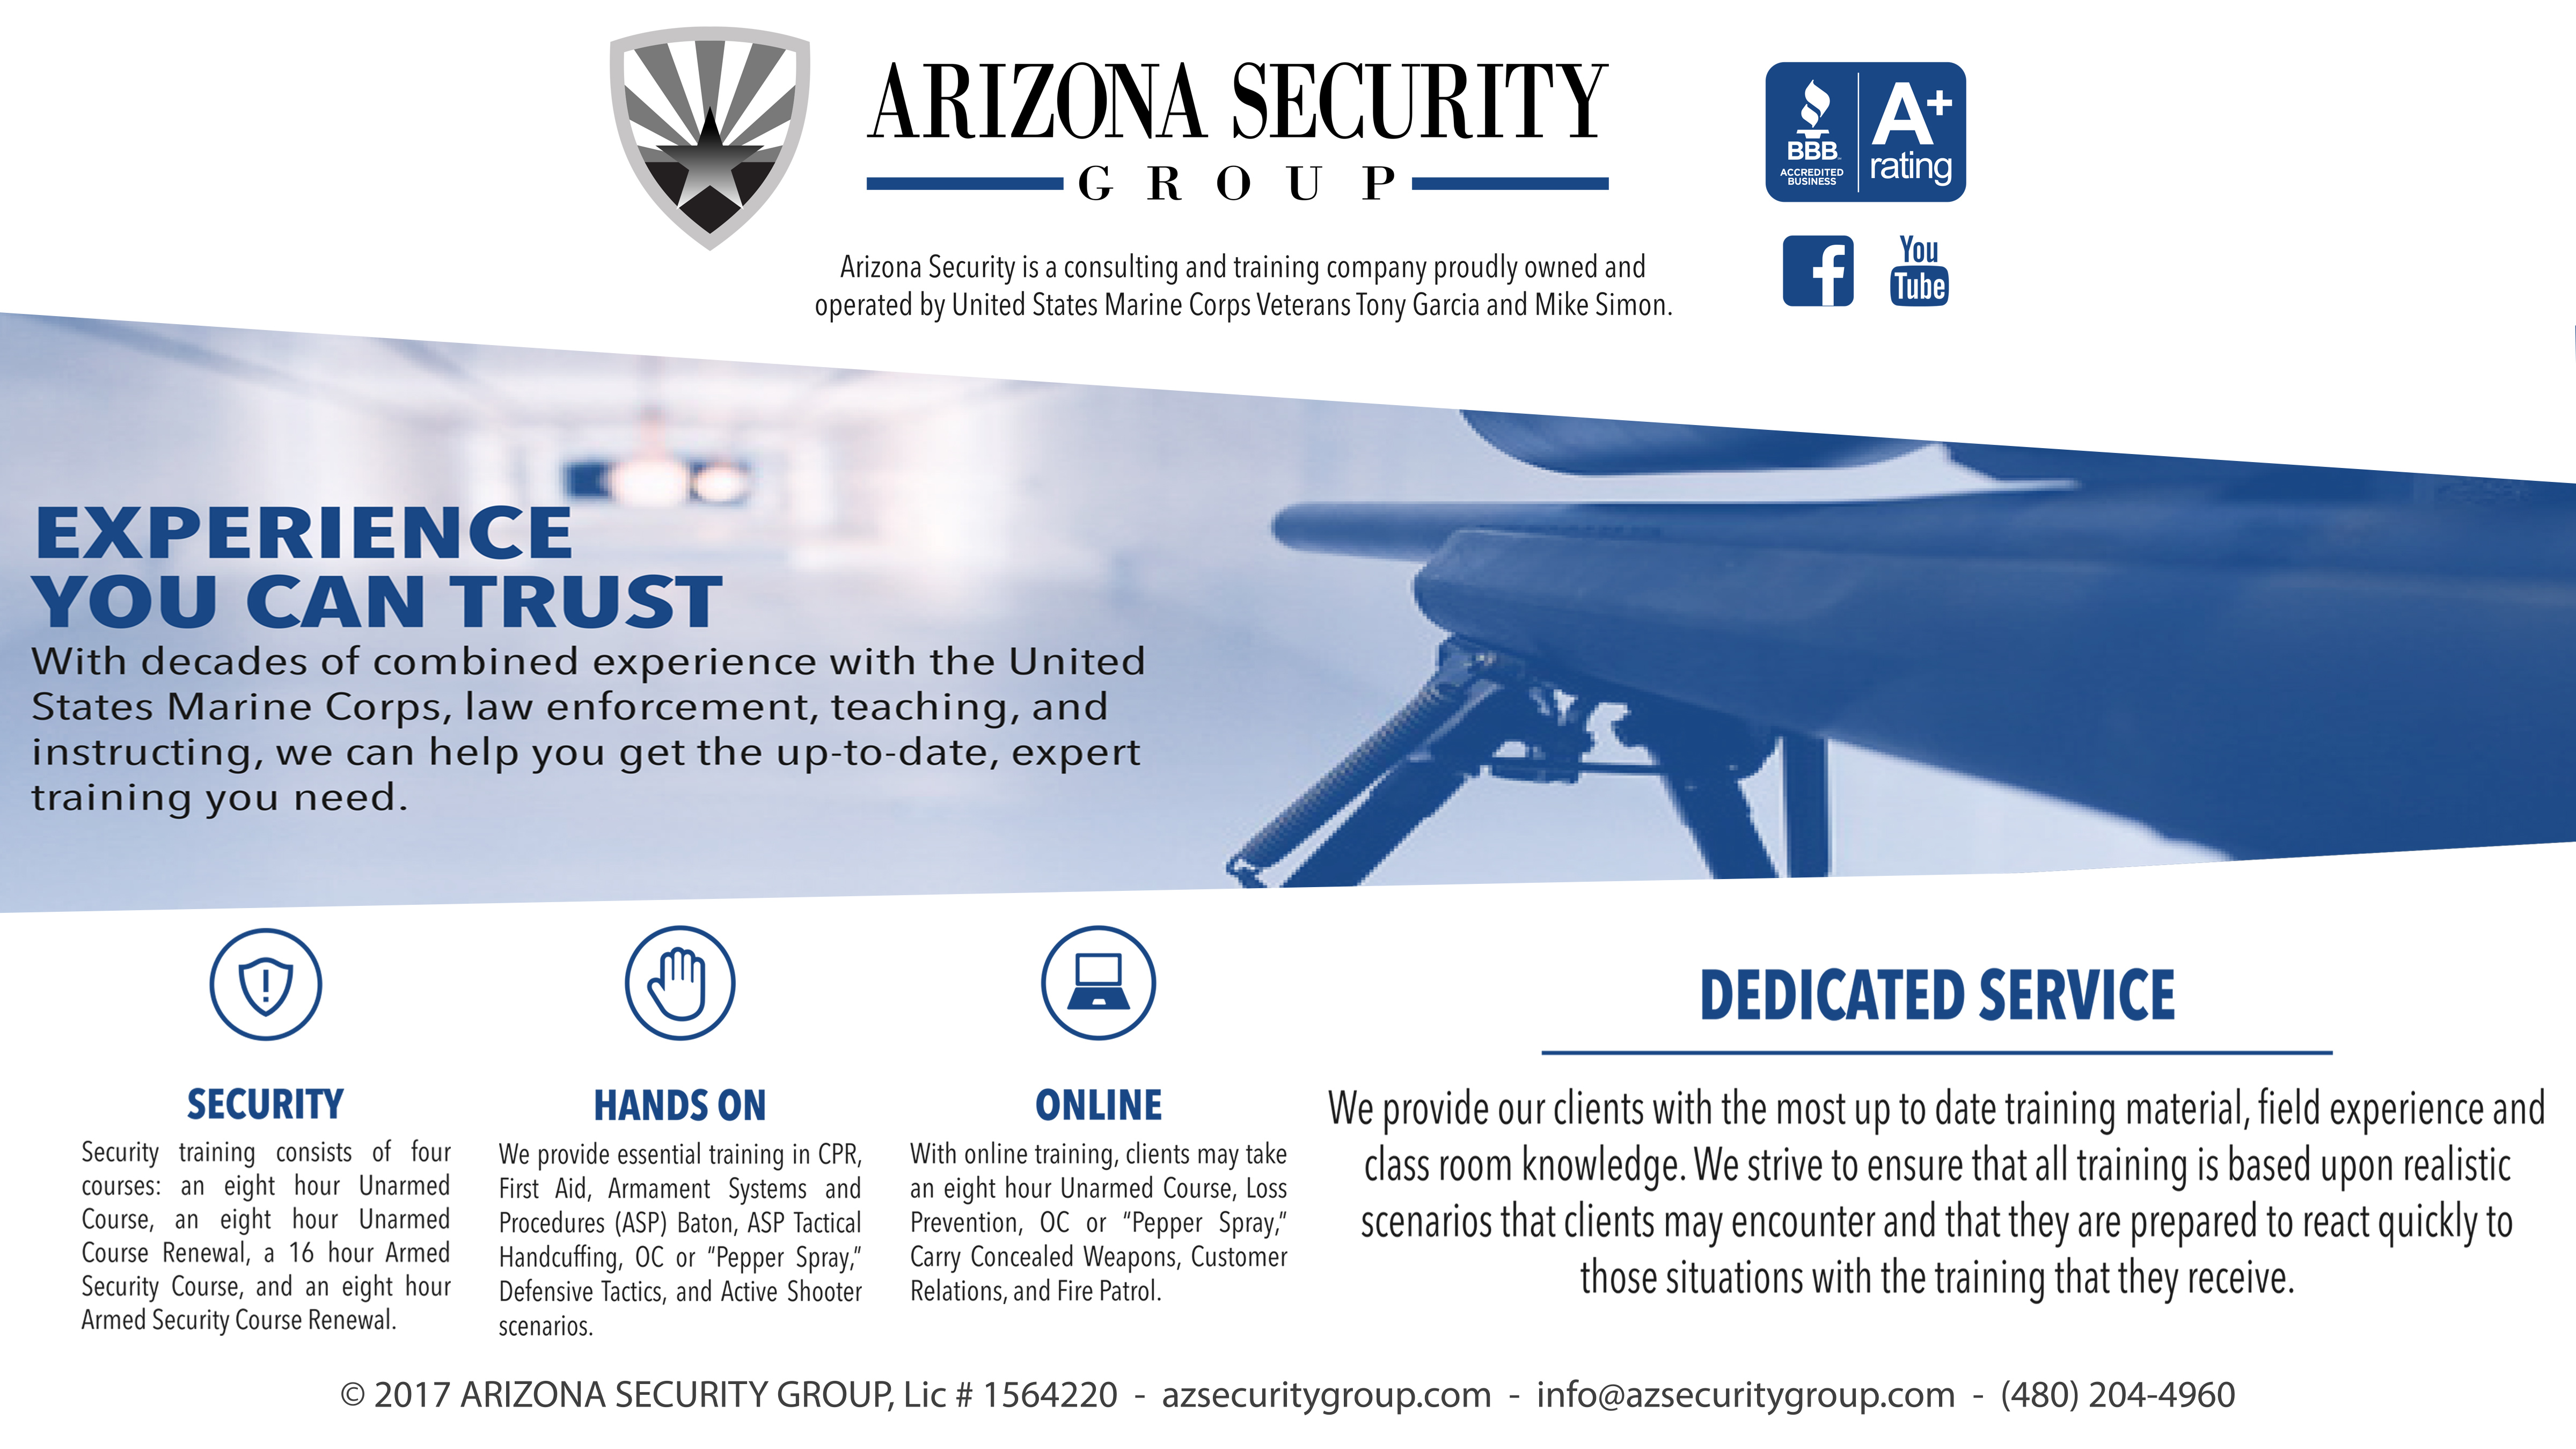 ARIZONA SECURITY
GROUP
BBB
ACCREDITED
BUSINESS
A+
rating
f
You
Tube
Arizona Security is a consulting and training company proudly owned and
operated by United States Marine Corps Veterans Tony Garcia and Mike Simon.
EXPERIENCE
YOU CAN TRUST
With decades of combined experience with the United
States Marine Corps, law enforcement, teaching, and
instructing, we can help you get the up-to-date, expert
training you need.
SECURITY
Security training consists of four
courses: an eight hour Unarmed
Course, an eight hour Unarmed
Course Renewal, a 16 hour Armed
Security Course, and an eight hour
Armed Security Course Renewal.
HANDS ON
We provide essential training in CPR,
First Aid, Armament Systems and
Procedures (ASP) Baton, ASP Tactical
Handcuffing, OC or “Pepper Spray,”
Defensive Tactics, and Active Shooter
scenarios.
ONLINE
With online training, clients may take
an eight hour Unarmed Course, Loss
Prevention, OC or “Pepper Spray,”
Carry Concealed Weapons, Customer
Relations, and Fire Patrol.
DEDICATED SERVICE
We provide our clients with the most up to date training material, field experience and
class room knowledge. We strive to ensure that all training is based upon realistic
scenarios that clients may encounter and that they are prepared to react quickly to
those situations with the training that they receive.
© 2017 ARIZONA SECURITY GROUP, Lic # 1564220 - azsecuritygroup.com - info@azsecuritygroup.com - (480) 204-4960